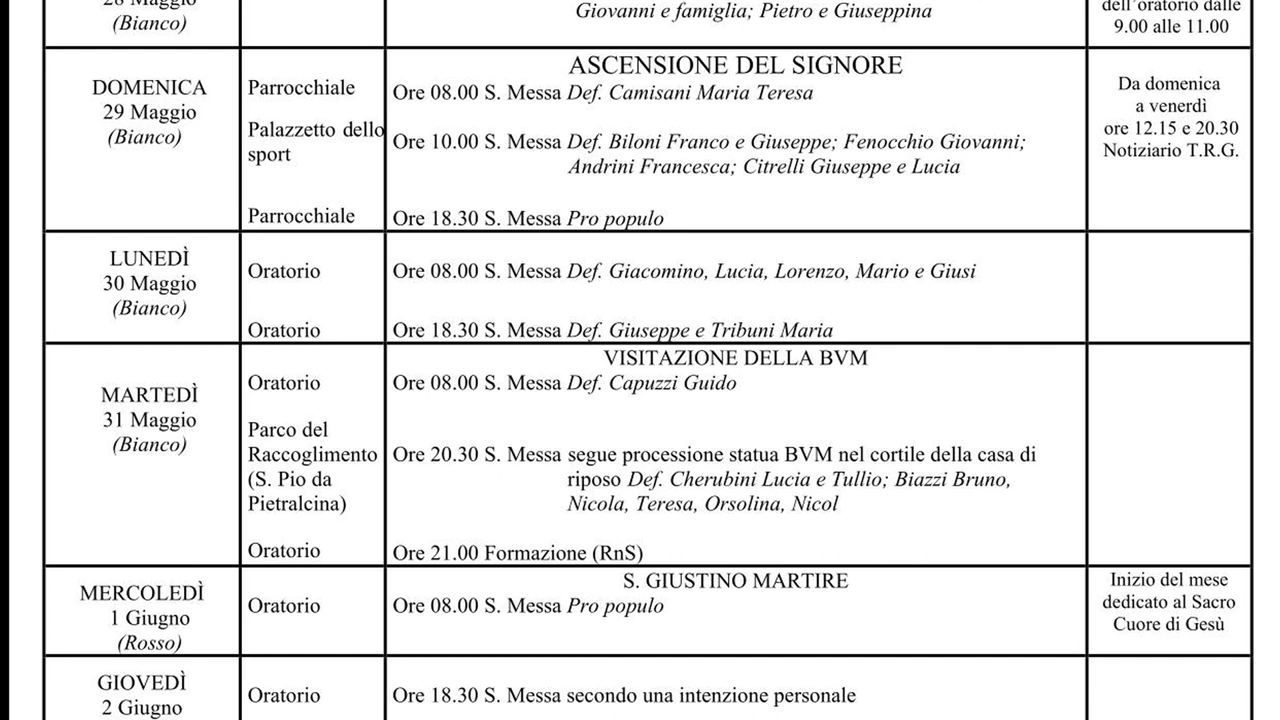 28 Maggio
(Bianco)
Giovanni e famiglia; Pietro e Giuseppina
dell'oratorio dalle
9.00 alle 11.00
DOMENICA
29 Maggio
(Bianco)
Parrocchiale
Palazzetto dello
sport
Parrocchiale
ASCENSIONE DEL SIGNORE
Ore 08.00 S. Messa Def. Camisani Maria Teresa
Ore 10.00 S. Messa Def. Biloni Franco e Giuseppe; Fenocchio Giovanni;
Andrini Francesca; Citrelli Giuseppe e Lucia
Ore 18.30 S. Messa Pro populo
Da domenica
a venerdì
ore 12.15 e 20.30
Notiziario T.R.G.
LUNEDÌ
30 Maggio
(Bianco)
Oratorio
Oratorio
Ore 08.00 S. Messa Def. Giacomino, Lucia, Lorenzo, Mario e Giusi
Ore 18.30 S. Messa Def. Giuseppe e Tribuni Maria
MARTEDÌ
31 Maggio
(Bianco)
Oratorio
Parco del
Raccoglimento
(S. Pio da
Pietralcina)
Oratorio
VISITAZIONE DELLA BVM
Ore 08.00 S. Messa Def. Capuzzi Guido
Ore 20.30 S. Messa segue processione statua BVM nel cortile della casa di
riposo Def. Cherubini Lucia e Tullio; Biazzi Bruno,
Nicola, Teresa, Orsolina, Nicol
Ore 21.00 Formazione (RnS)
MERCOLEDÌ
1 Giugno
(Rosso)
Oratorio
S. GIUSTINO MARTIRE
Ore 08.00 S. Messa Pro populo
Inizio del mese
dedicato al Sacro
Cuore di Gesù
GIOVEDÌ
2 Giugno
Oratorio
Ore 18.30 S. Messa secondo una intenzione personale